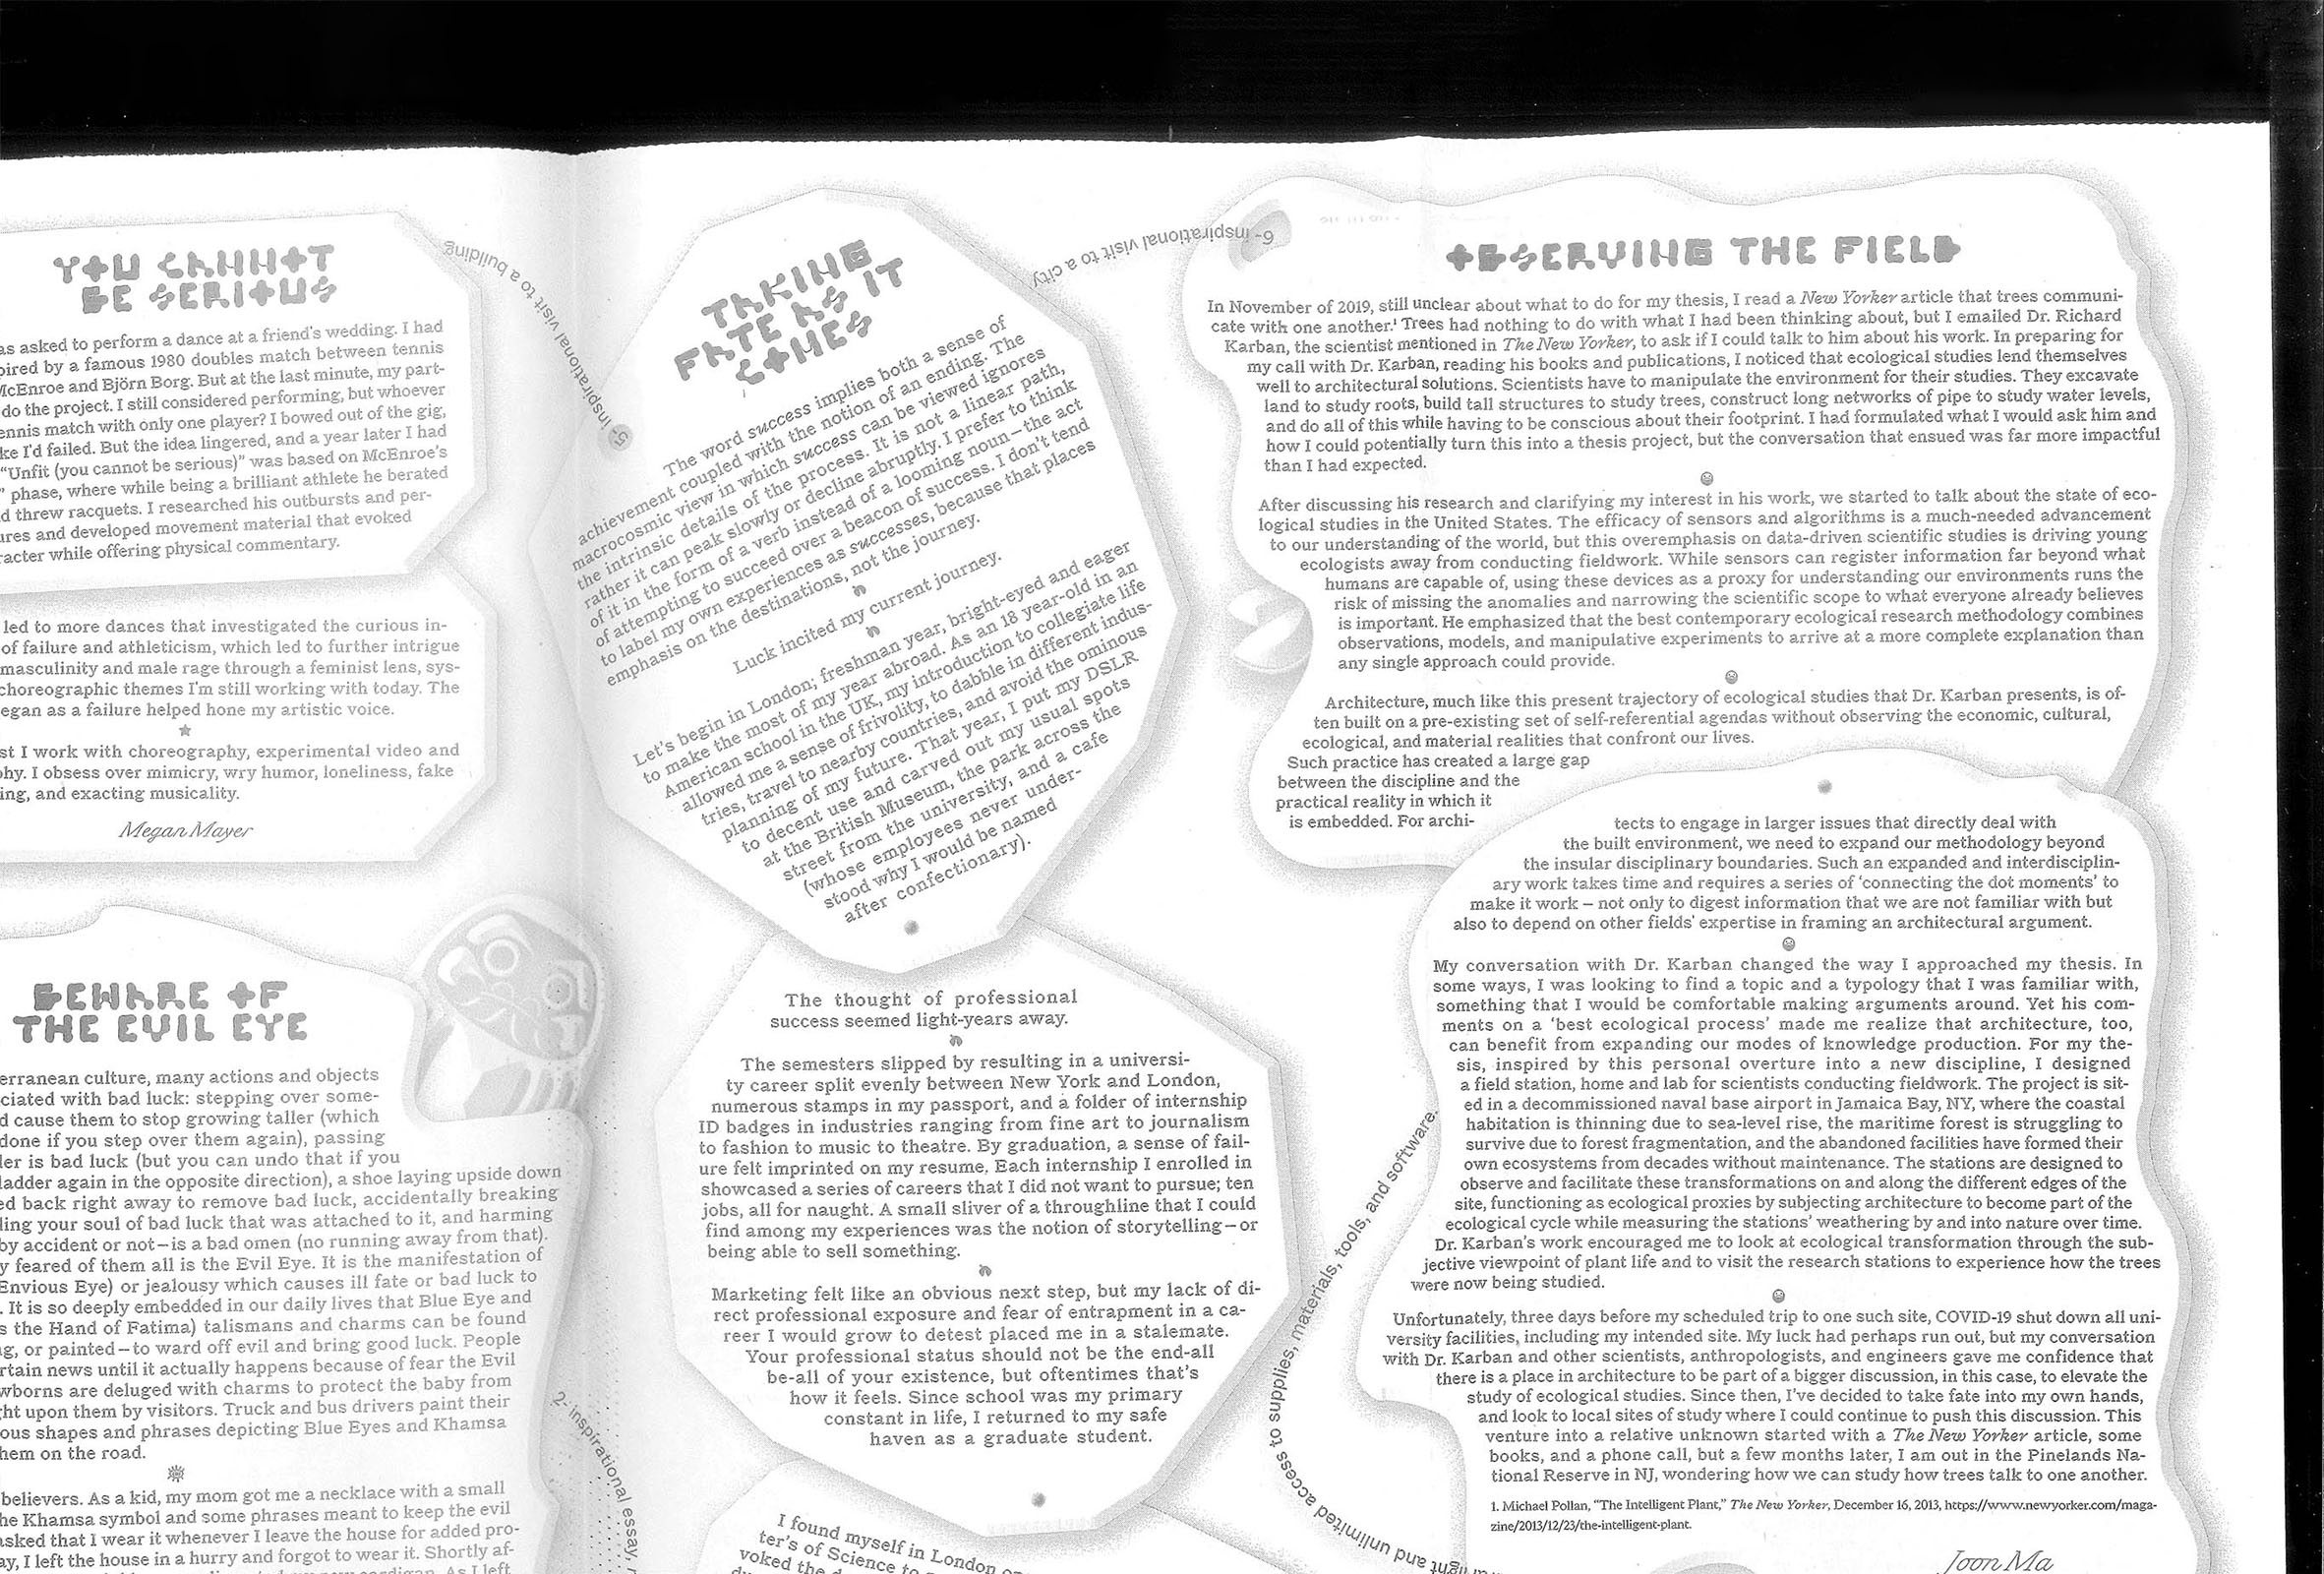 YOU CANNOT
BE SERIOUS
as asked to perform a dance at a friend's wedding. I had
pired by a famous 1980 doubles match between tennis
McEnroe and Björn Borg. But at the last minute, my part-
do the project. I still considered performing, but whoever
ennis match with only one player? I bowed out of the gig,
ke I'd failed. But the idea lingered, and a year later I had
"Unfit (you cannot be serious)" was based on McEnroe's
" phase, where while being a brilliant athlete he berated
d threw racquets. I researched his outbursts and per-
ures and developed movement material that evoked
racter while offering physical commentary.
led to more dances that investigated the curious in-
of failure and athleticism, which led to further intrigue
masculinity and male rage through a feminist lens, sys-
choreographic themes I'm still working with today. The
egan as a failure helped hone my artistic voice.
st I work with choreography, experimental video and
phy. I obsess over mimicry, wry humor, loneliness, fake
ing, and exacting musicality.
Megan Mayer
BEWARE OF
THE EVIL EYE
erranean culture, many actions and objects
ciated with bad luck: stepping over some-
d cause them to stop growing taller (which
done if you step over them again), passing
der is bad luck (but you can undo that if you
ladder again in the opposite direction), a shoe laying upside down
ed back right away to remove bad luck, accidentally breaking
ling your soul of bad luck that was attached to it, and harming
by accident or not—is a bad omen (no running away from that).
y feared of them all is the Evil Eye. It is the manifestation of
Envious Eye) or jealousy which causes ill fate or bad luck to
. It is so deeply embedded in our daily lives that Blue Eye and
s the Hand of Fatima) talismans and charms can be found
g, or painted—to ward off evil and bring good luck. People
rtain news until it actually happens because of fear the Evil
wborns are deluged with charms to protect the baby from
ht upon them by visitors. Truck and bus drivers paint their
ous shapes and phrases depicting Blue Eyes and Khamsa
hem on the road.
believers. As a kid, my mom got me a necklace with a small
he Khamsa symbol and some phrases meant to keep the evil
asked that I wear it whenever I leave the house for added pro-
ay, I left the house in a hurry and forgot to wear it. Shortly af-
As I left
5- inspirational visit to a building
2- inspirational essay,
TAKING
FATE AS IT
COMES
The word success implies both a sense of
achievement coupled with the notion of an ending. The
macrocosmic view in which success can be viewed ignores
the intrinsic details of the process. It is not a linear path,
rather it can peak slowly or decline abruptly. I prefer to think
of it in the form of a verb instead of a looming noun—the act
of attempting to succeed over a beacon of success. I don't tend
to label my own experiences as successes, because that places
emphasis on the destinations, not the journey.
Luck incited my current journey.
Let's begin in London; freshman year, bright-eyed and eager
to make the most of my year abroad. As an 18 year-old in an
American school in the UK, my introduction to collegiate life
allowed me a sense of frivolity, to dabble in different indus-
tries, travel to nearby countries, and avoid the ominous
planning of my future. That year, I put my DSLR
to decent use and carved out my usual spots
at the British Museum, the park across the
street from the university, and a cafe
(whose employees never under-
stood why I would be named
after confectionary).
The thought of professional
success seemed light-years away.
The semesters slipped by resulting in a universi-
ty career split evenly between New York and London,
numerous stamps in my passport, and a folder of internship
ID badges in industries ranging from fine art to journalism
to fashion to music to theatre. By graduation, a sense of fail-
ure felt imprinted on my resume. Each internship I enrolled in
showcased a series of careers that I did not want to pursue; ten
jobs, all for naught. A small sliver of a throughline that I could
find among my experiences was the notion of storytelling—or
being able to sell something.
Marketing felt like an obvious next step, but my lack of di-
rect professional exposure and fear of entrapment in a ca-
reer I would grow to detest placed me in a stalemate.
Your professional status should not be the end-all
be-all of your existence, but oftentimes that's
how it feels. Since school was my primary
constant in life, I returned to my safe
haven as a graduate student.
I found myself in London
ter's of Science to
voked the
6- inspirational visit to a city
OBSERVING THE FIELD
In November of 2019, still unclear about what to do for my thesis, I read a New Yorker article that trees communi-
cate with one another.¹ Trees had nothing to do with what I had been thinking about, but I emailed Dr. Richard
Karban, the scientist mentioned in The New Yorker, to ask if I could talk to him about his work. In preparing for
my call with Dr. Karban, reading his books and publications, I noticed that ecological studies lend themselves
well to architectural solutions. Scientists have to manipulate the environment for their studies. They excavate
land to study roots, build tall structures to study trees, construct long networks of pipe to study water levels,
and do all of this while having to be conscious about their footprint. I had formulated what I would ask him and
how I could potentially turn this into a thesis project, but the conversation that ensued was far more impactful
than I had expected.
After discussing his research and clarifying my interest in his work, we started to talk about the state of eco-
logical studies in the United States. The efficacy of sensors and algorithms is a much-needed advancement
to our understanding of the world, but this overemphasis on data-driven scientific studies is driving young
ecologists away from conducting fieldwork. While sensors can register information far beyond what
humans are capable of, using these devices as a proxy for understanding our environments runs the
risk of missing the anomalies and narrowing the scientific scope to what everyone already believes
is important. He emphasized that the best contemporary ecological research methodology combines
observations, models, and manipulative experiments to arrive at a more complete explanation than
any single approach could provide.
Architecture, much like this present trajectory of ecological studies that Dr. Karban presents, is of-
ten built on a pre-existing set of self-referential agendas without observing the economic, cultural,
ecological, and material realities that confront our lives.
Such practice has created a large gap
between the discipline and the
practical reality in which it
is embedded. For archi-
tects to engage in larger issues that directly deal with
the built environment, we need to expand our methodology beyond
the insular disciplinary boundaries. Such an expanded and interdisciplin-
ary work takes time and requires a series of 'connecting the dot moments' to
make it work – not only to digest information that we are not familiar with but
also to depend on other fields' expertise in framing an architectural argument.
My conversation with Dr. Karban changed the way I approached my thesis. In
some ways, I was looking to find a topic and a typology that I was familiar with,
something that I would be comfortable making arguments around. Yet his com-
ments on a 'best ecological process' made me realize that architecture, too,
can benefit from expanding our modes of knowledge production. For my the-
sis, inspired by this personal overture into a new discipline, I designed
a field station, home and lab for scientists conducting fieldwork. The project is sit-
ed in a decommissioned naval base airport in Jamaica Bay, NY, where the coastal
habitation is thinning due to sea-level rise, the maritime forest is struggling to
survive due to forest fragmentation, and the abandoned facilities have formed their
own ecosystems from decades without maintenance. The stations are designed to
observe and facilitate these transformations on and along the different edges of the
site, functioning as ecological proxies by subjecting architecture to become part of the
ecological cycle while measuring the stations' weathering by and into nature over time.
Dr. Karban's work encouraged me to look at ecological transformation through the sub-
jective viewpoint of plant life and to visit the research stations to experience how the trees
were now being studied.
Unfortunately, three days before my scheduled trip to one such site, COVID-19 shut down all uni-
versity facilities, including my intended site. My luck had perhaps run out, but my conversation
with Dr. Karban and other scientists, anthropologists, and engineers gave me confidence that
there is a place in architecture to be part of a bigger discussion, in this case, to elevate the
study of ecological studies. Since then, I've decided to take fate into my own hands,
and look to local sites of study where I could continue to push this discussion. This
venture into a relative unknown started with a The New Yorker article, some
books, and a phone call, but a few months later, I am out in the Pinelands Na-
tional Reserve in NJ, wondering how we can study how trees talk to one another.
1. Michael Pollan, "The Intelligent Plant," The New Yorker, December 16, 2013, https://www.newyorker.com/maga-
zine/2013/12/23/the-intelligent-plant.
Joon Ma
ight and unlimited access to supplies, materials, tools, and software.